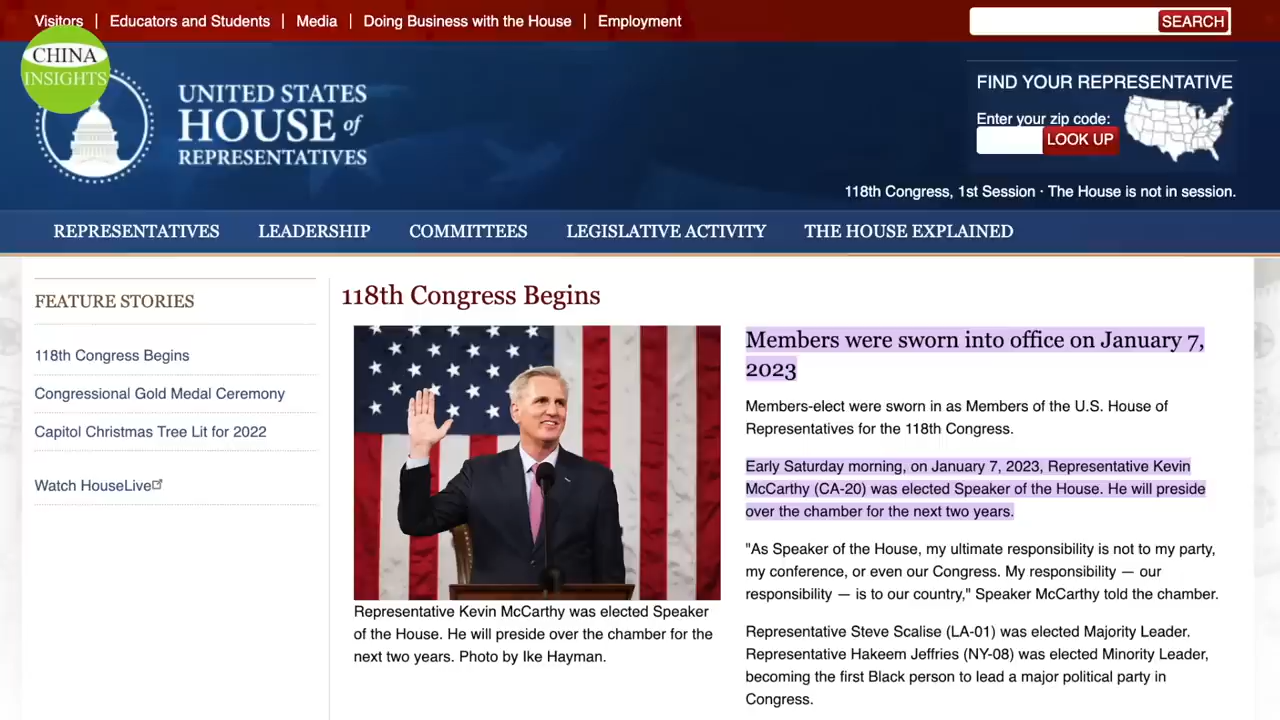 Visitors | Educators and Students | Media | Doing Business with the House | Employment
SEARCH
CHINA
INSIGHTS
UNITED STATES
HOUSE of
REPRESENTATIVES
FIND YOUR REPRESENTATIVE
Enter your zip code:
LOOK UP
118th Congress, 1st Session · The House is not in session.
REPRESENTATIVES LEADERSHIP COMMITTEES LEGISLATIVE ACTIVITY THE HOUSE EXPLAINED
FEATURE STORIES
118th Congress Begins
Congressional Gold Medal Ceremony
Capitol Christmas Tree Lit for 2022
Watch HouseLive
118th Congress Begins
Representative Kevin McCarthy was elected Speaker
of the House. He will preside over the chamber for the
next two years. Photo by Ike Hayman.
Members were sworn into office on January 7,
2023
Members-elect were sworn in as Members of the U.S. House of
Representatives for the 118th Congress.
Early Saturday morning, on January 7, 2023, Representative Kevin
McCarthy (CA-20) was elected Speaker of the House. He will preside
over the chamber for the next two years.
"As Speaker of the House, my ultimate responsibility is not to my party,
my conference, or even our Congress. My responsibility — our
responsibility — is to our country," Speaker McCarthy told the chamber.
Representative Steve Scalise (LA-01) was elected Majority Leader.
Representative Hakeem Jeffries (NY-08) was elected Minority Leader,
becoming the first Black person to lead a major political party in
Congress.